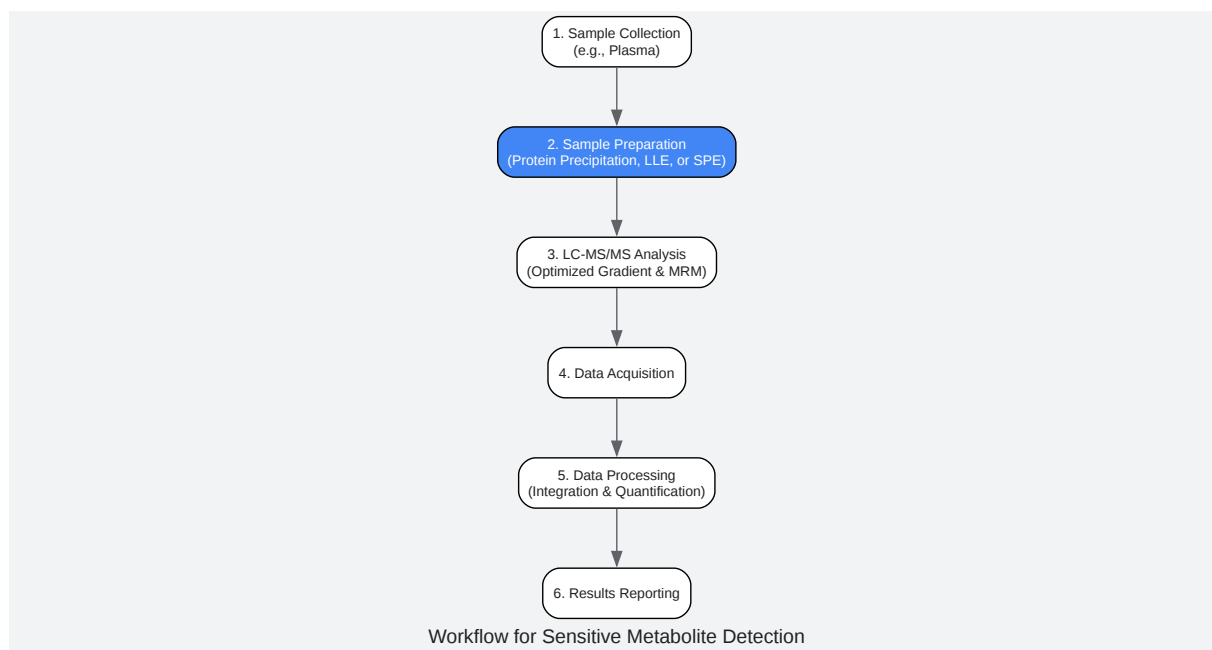 1. Sample Collection
(e.g., Plasma)
2. Sample Preparation
(Protein Precipitation, LLE, or SPE)
3. LC-MS/MS Analysis
(Optimized Gradient & MRM)
4. Data Acquisition
5. Data Processing
(Integration & Quantification)
6. Results Reporting
Workflow for Sensitive Metabolite Detection